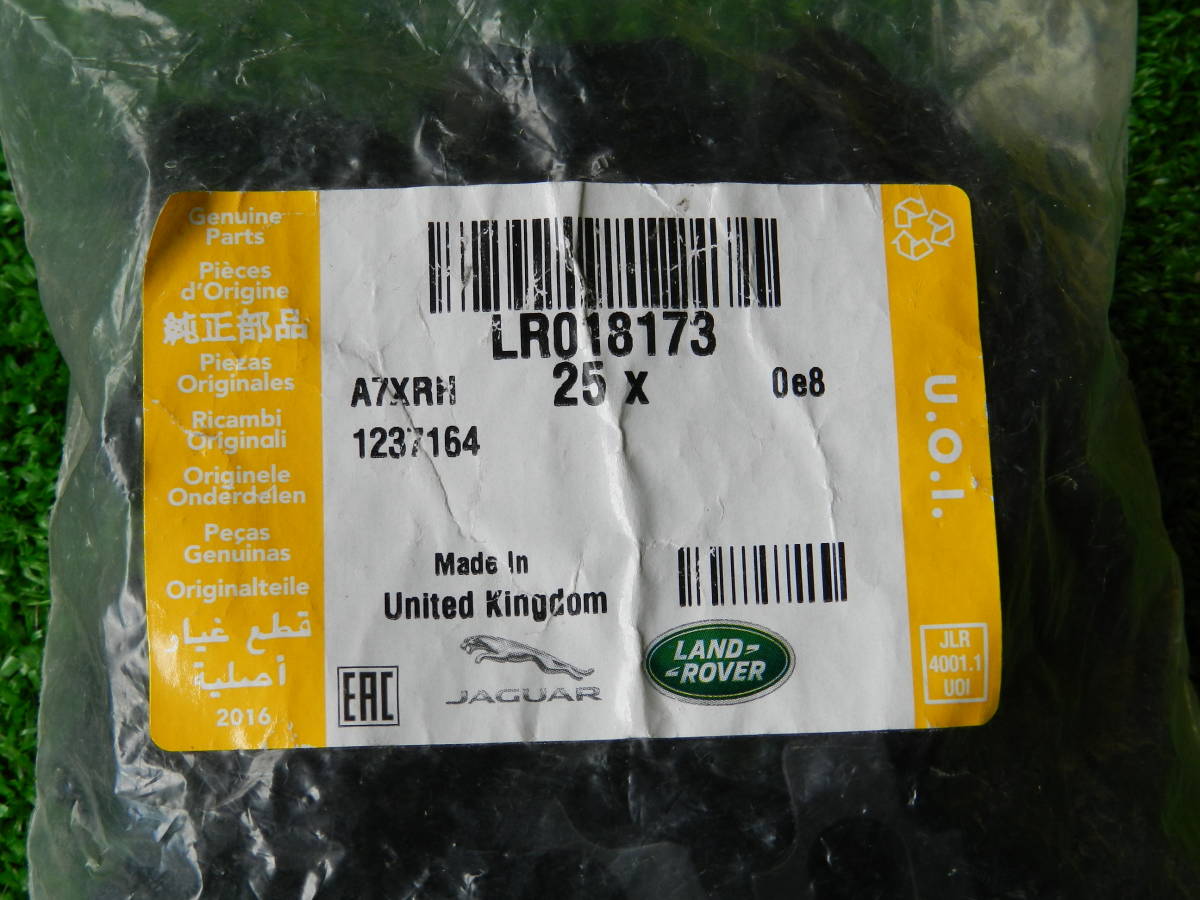 Genuine
Parts
Pièces
d'Origine
純正部品
Piezas
Originales
Ricambi
Originali
Originele
Onderdelen
Peças
Genuinas
Originalteile
قطع غيار
أصلية
2016
LR018173
A7XRH 25 x 0e8
1237164
Made In
United Kingdom
EAC
JAGUAR
LAND-
-ROVER
U.O.I.
JLR
4001.1
UOI